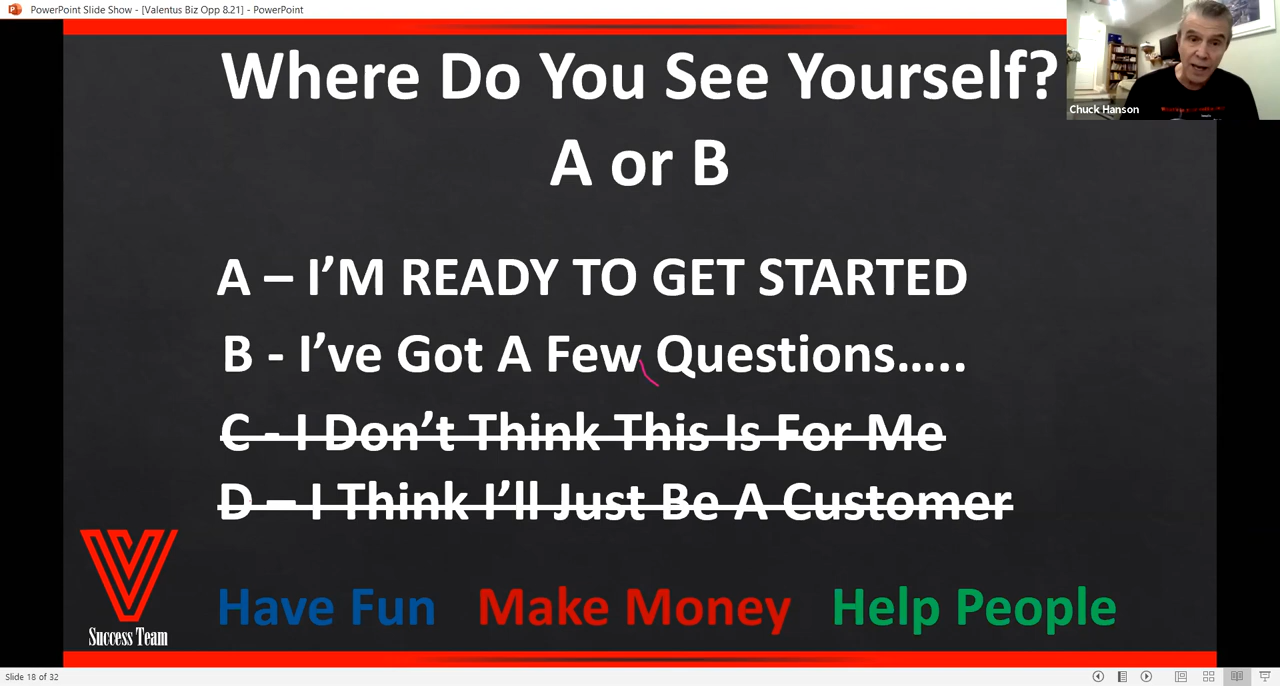 PowerPoint Slide Show - [Valentus Biz Opp 8.21] - PowerPoint
Where Do You See Yourself?
A or B
Chuck Hanson
A – I’M READY TO GET STARTED
B - I’ve Got A Few Questions…..
C - I Don’t Think This Is For Me
D – I Think I’ll Just Be A Customer
Success Team
Have Fun Make Money Help People
Slide 18 of 32